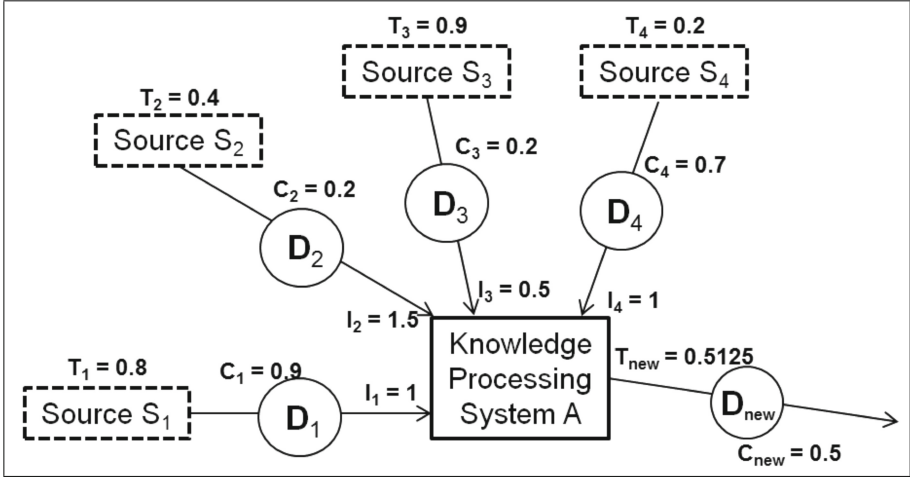 T₃ = 0.9
T₄ = 0.2
Source S₃
Source S₄
T₂ = 0.4
Source S₂
C₃ = 0.2
C₄ = 0.7
C₂ = 0.2
D₃
D₄
D₂
I₃ = 0.5
I₄ = 1
I₂ = 1.5
Knowledge
Processing
System A
T₁ = 0.8
C₁ = 0.9
I₁ = 1
Source S₁
D₁
Tnew = 0.5125
Dnew
Cnew = 0.5